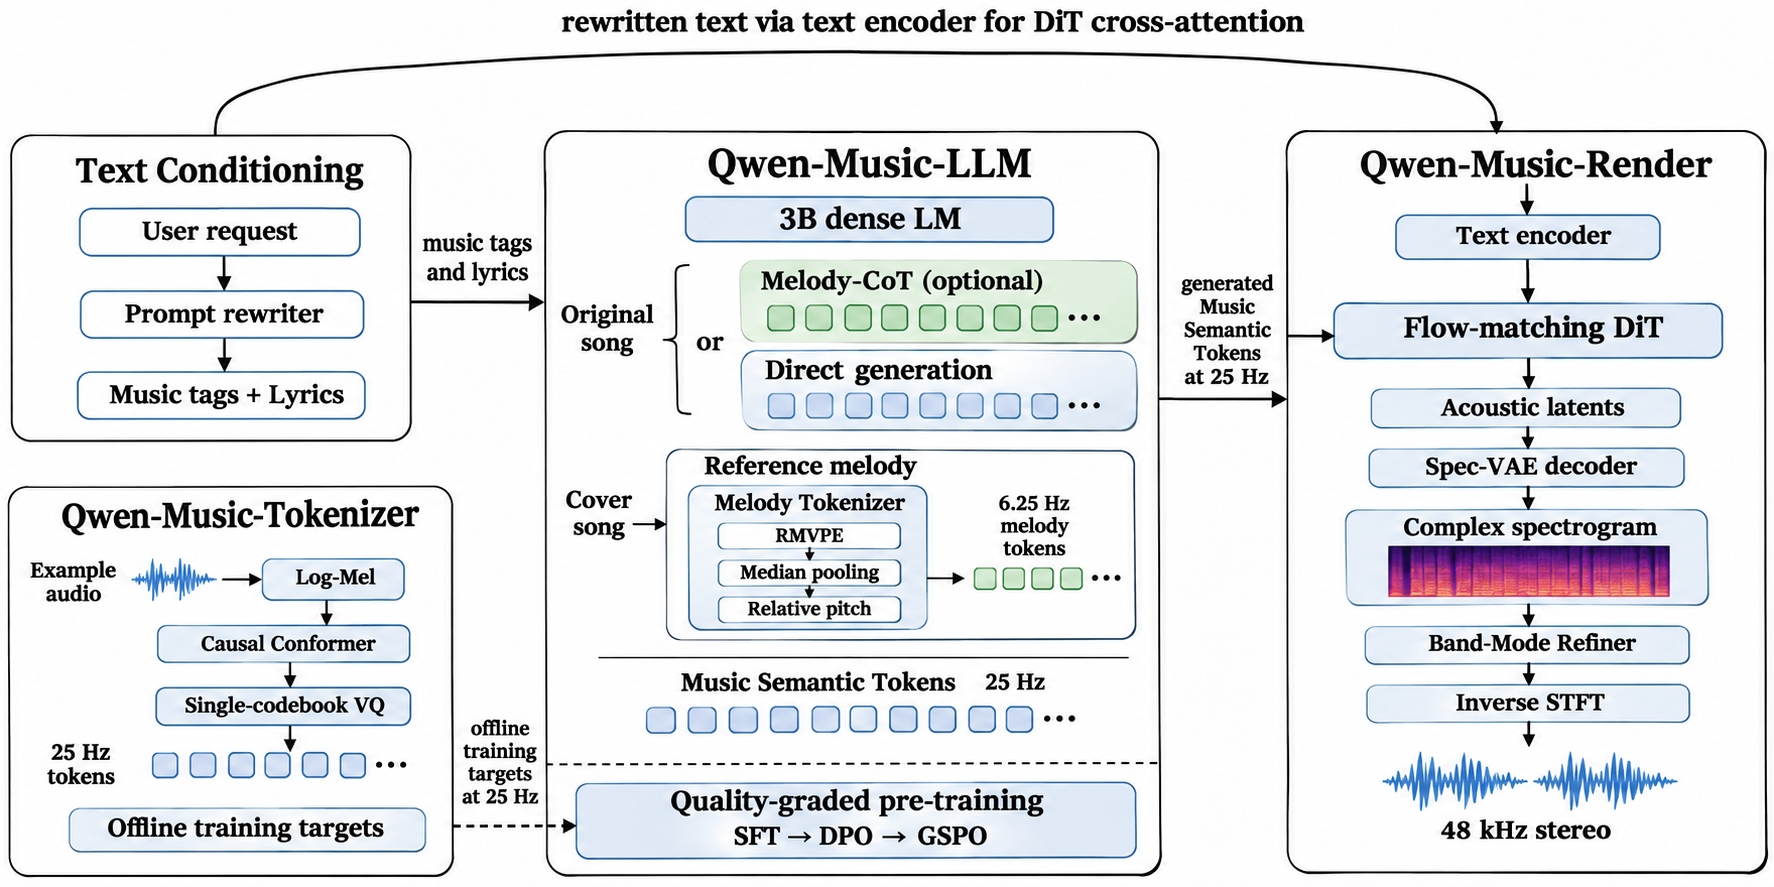 rewritten text via text encoder for DiT cross-attention
Text Conditioning
User request
Prompt rewriter
Music tags + Lyrics
music tags
and lyrics
Qwen-Music-Tokenizer
Example
audio
Log-Mel
Causal Conformer
Single-codebook VQ
25 Hz
tokens
Offline training targets
offline
training
targets
at 25 Hz
Qwen-Music-LLM
3B dense LM
Original
song
or
Melody-CoT (optional)
Direct generation
Cover
song
Reference melody
Melody Tokenizer
RMVPE
Median pooling
Relative pitch
6.25 Hz
melody
tokens
Music Semantic Tokens 25 Hz
Quality-graded pre-training
SFT → DPO → GSPO
generated
Music
Semantic
Tokens
at 25 Hz
Qwen-Music-Render
Text encoder
Flow-matching DiT
Acoustic latents
Spec-VAE decoder
Complex spectrogram
Band-Mode Refiner
Inverse STFT
48 kHz stereo